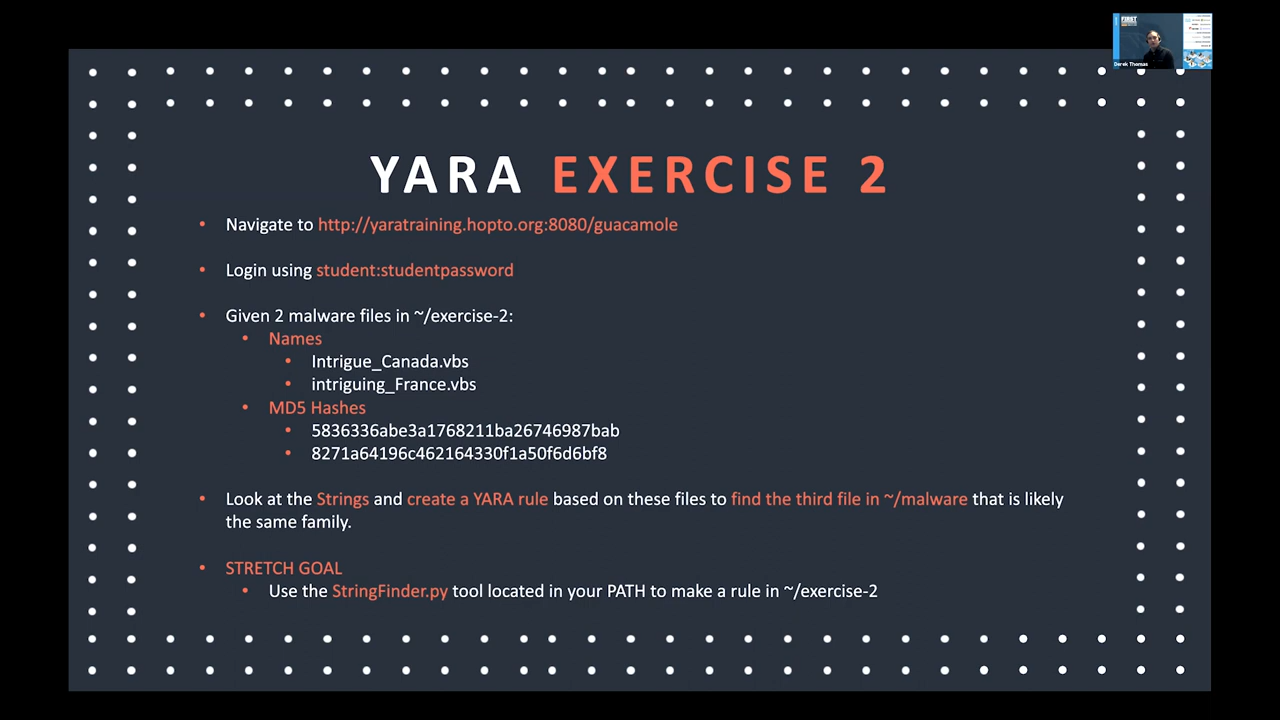 FIRST
Derek Thomas
YARA EXERCISE 2
• Navigate to http://yaratraining.hopto.org:8080/guacamole
• Login using student:studentpassword
• Given 2 malware files in ~/exercise-2:
• Names
• Intrigue_Canada.vbs
• intriguing_France.vbs
• MD5 Hashes
• 5836336abe3a1768211ba26746987bab
• 8271a64196c462164330f1a50f6d6bf8
• Look at the Strings and create a YARA rule based on these files to find the third file in ~/malware that is likely
the same family.
• STRETCH GOAL
• Use the StringFinder.py tool located in your PATH to make a rule in ~/exercise-2